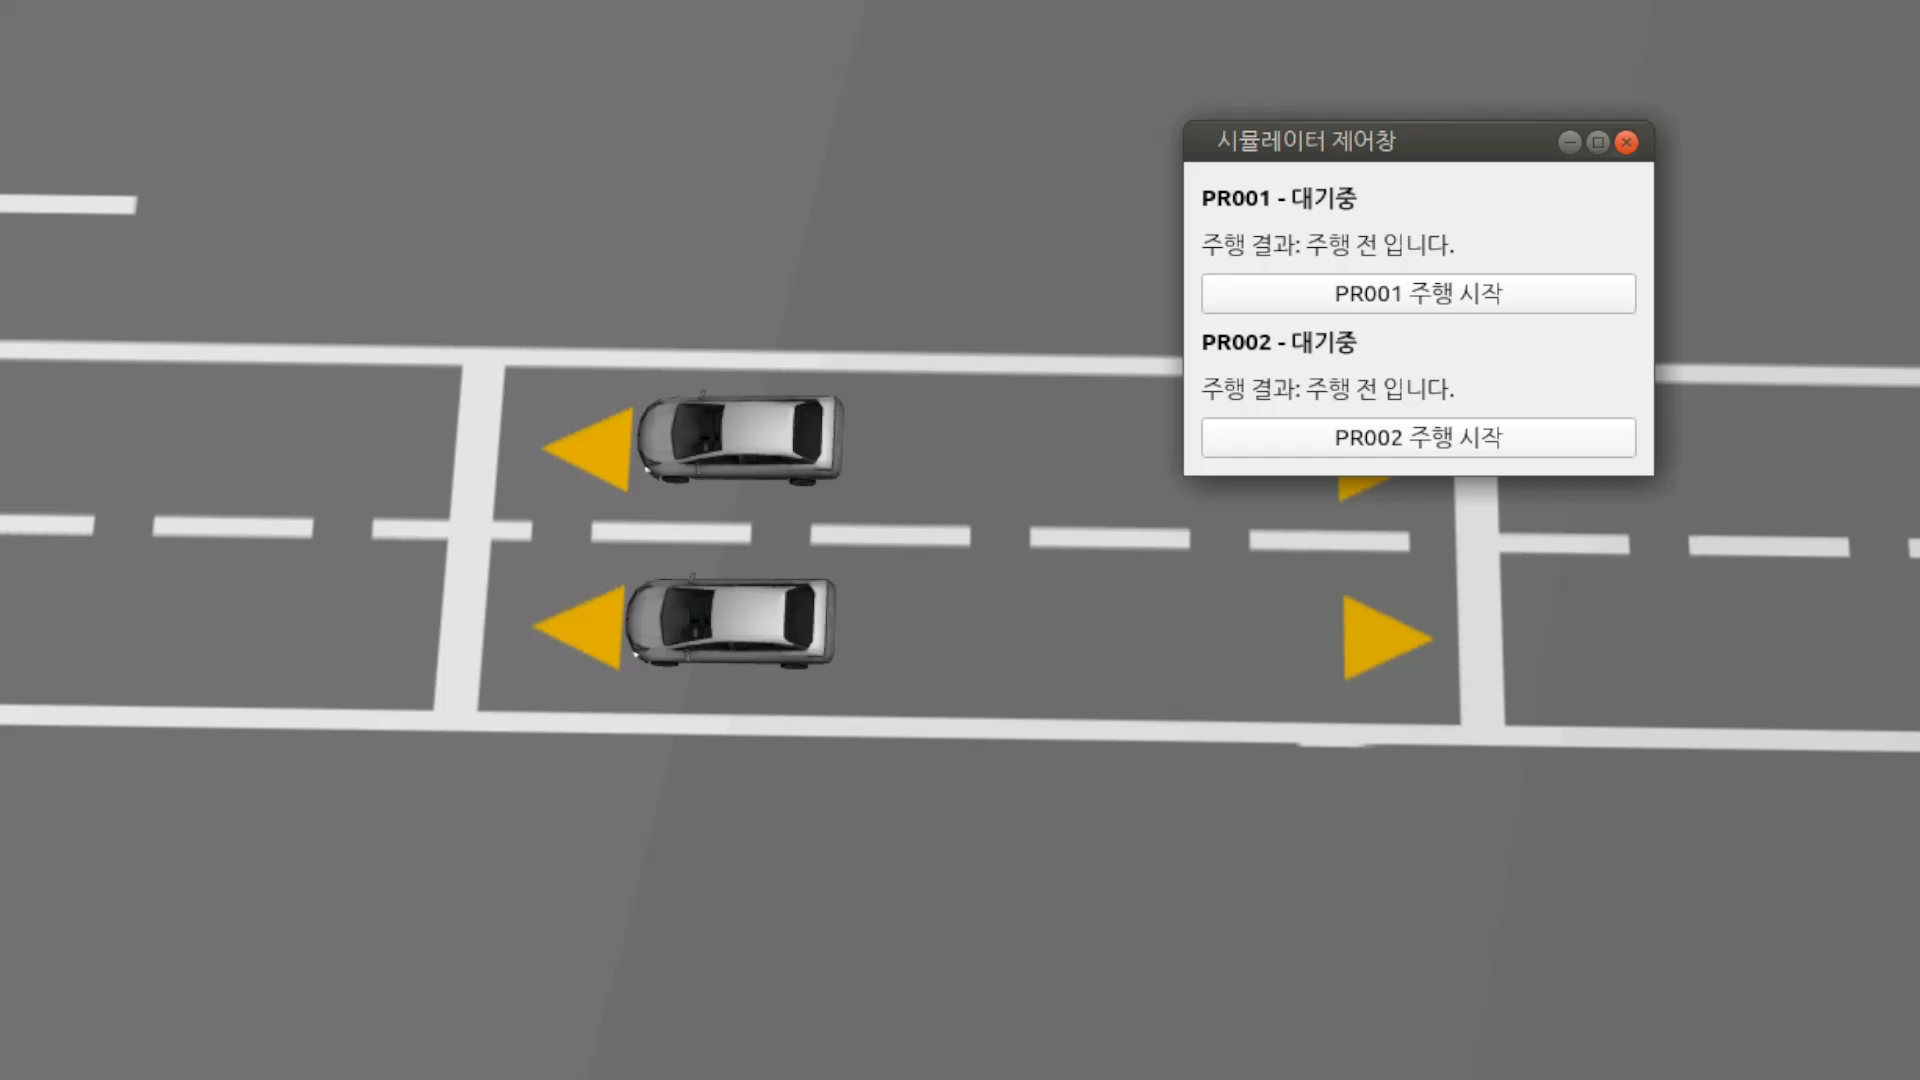 시뮬레이터 제어창
PR001 - 대기중
주행 결과: 주행 전 입니다.
PR001 주행 시작
PR002 - 대기중
주행 결과: 주행 전 입니다.
PR002 주행 시작